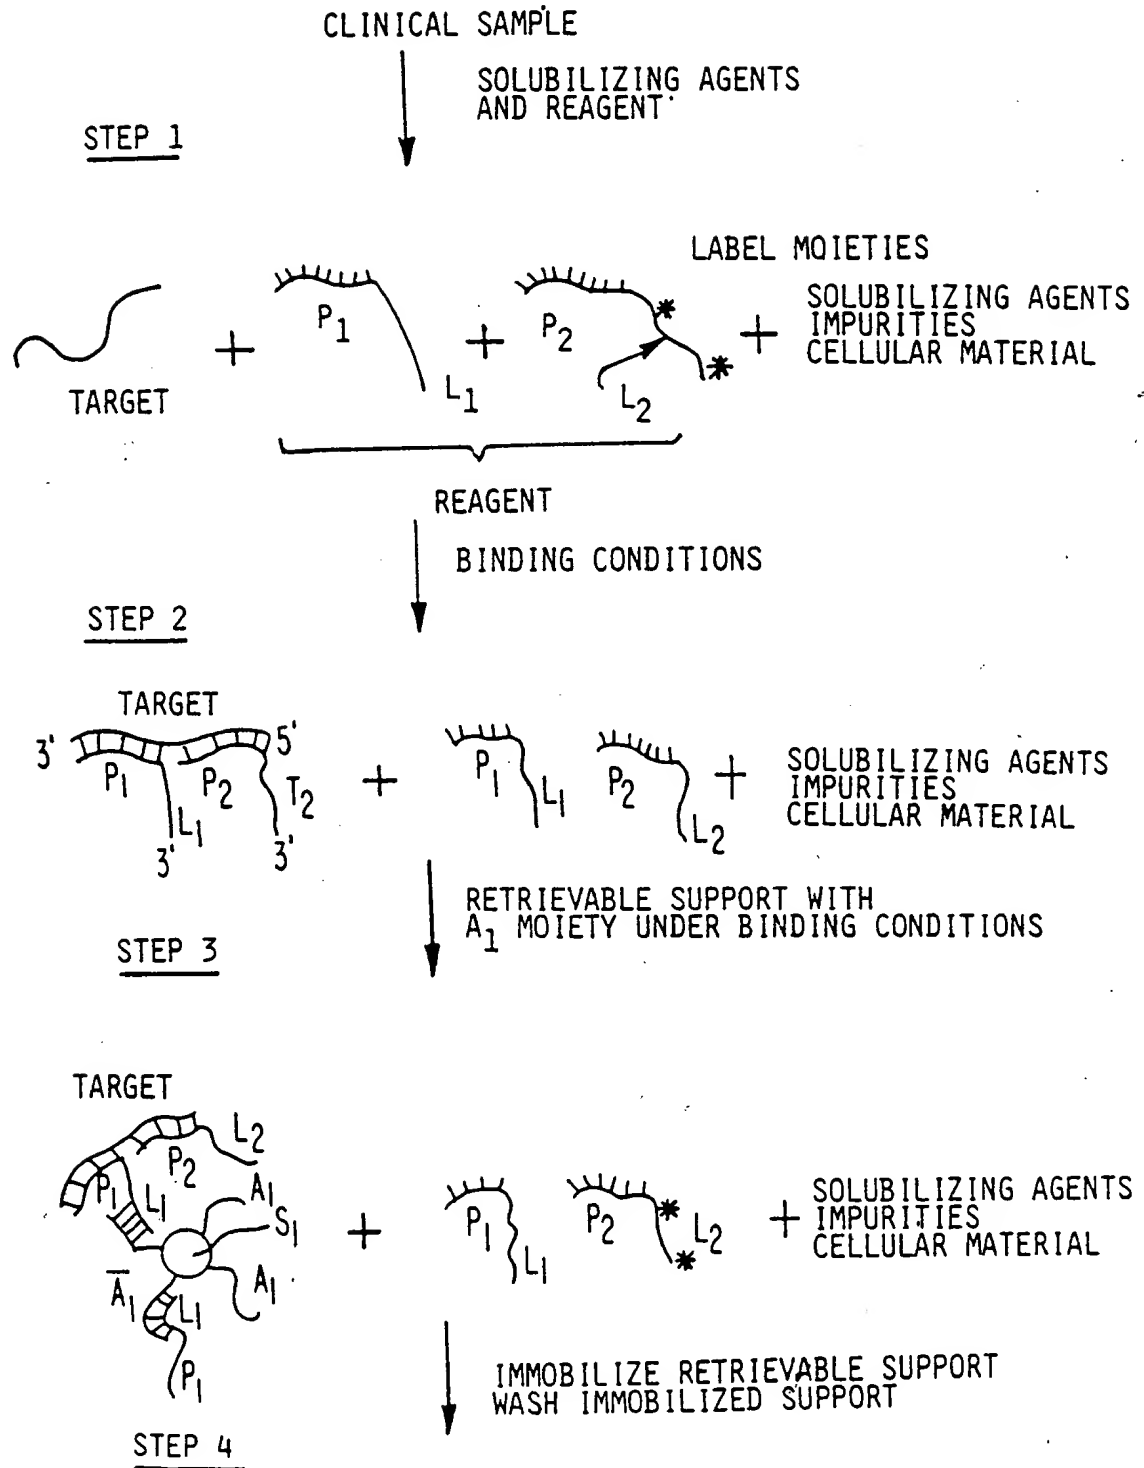 CLINICAL SAMPLE
SOLUBILIZING AGENTS
AND REAGENT
STEP 1
LABEL MOIETIES
SOLUBILIZING AGENTS
IMPURITIES
CELLULAR MATERIAL
TARGET
+
P1
L1
+
P2
L2
+
REAGENT
BINDING CONDITIONS
STEP 2
TARGET
3' 5'
P1 P2 T2
L1
3' 3'
+
P1 L1
P2 L2
+
SOLUBILIZING AGENTS
IMPURITIES
CELLULAR MATERIAL
RETRIEVABLE SUPPORT WITH
A1 MOIETY UNDER BINDING CONDITIONS
STEP 3
TARGET
L2
P2
P1 L1 A1
S1
A̅1 L1 A1
P1
+
P1 L1
P2 L2
+
SOLUBILIZING AGENTS
IMPURITIES
CELLULAR MATERIAL
IMMOBILIZE RETRIEVABLE SUPPORT
WASH IMMOBILIZED SUPPORT
STEP 4